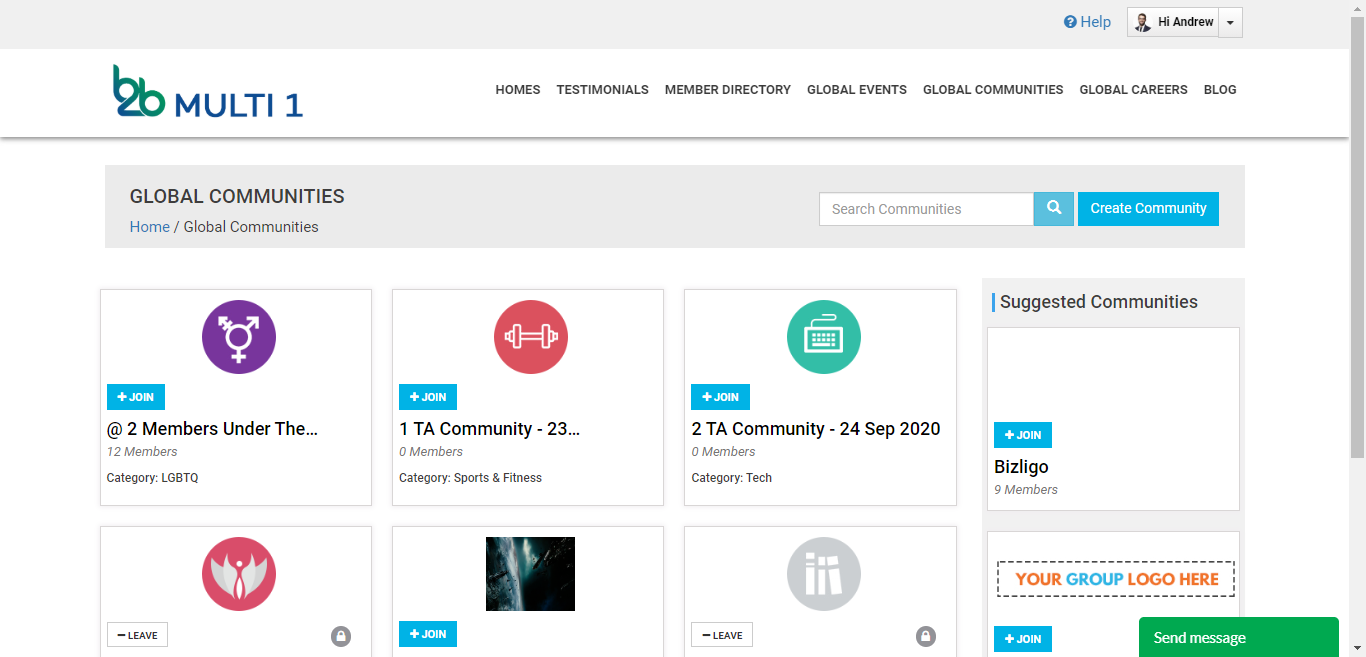 Help
Hi Andrew
b2b MULTI 1
HOMES TESTIMONIALS MEMBER DIRECTORY GLOBAL EVENTS GLOBAL COMMUNITIES GLOBAL CAREERS BLOG
GLOBAL COMMUNITIES
Home / Global Communities
Search Communities
Create Community
+ JOIN
@ 2 Members Under The...
12 Members
Category: LGBTQ
+ JOIN
1 TA Community - 23...
0 Members
Category: Sports & Fitness
+ JOIN
2 TA Community - 24 Sep 2020
0 Members
Category: Tech
− LEAVE
+ JOIN
− LEAVE
Suggested Communities
+ JOIN
Bizligo
9 Members
YOUR GROUP LOGO HERE
+ JOIN
Send message